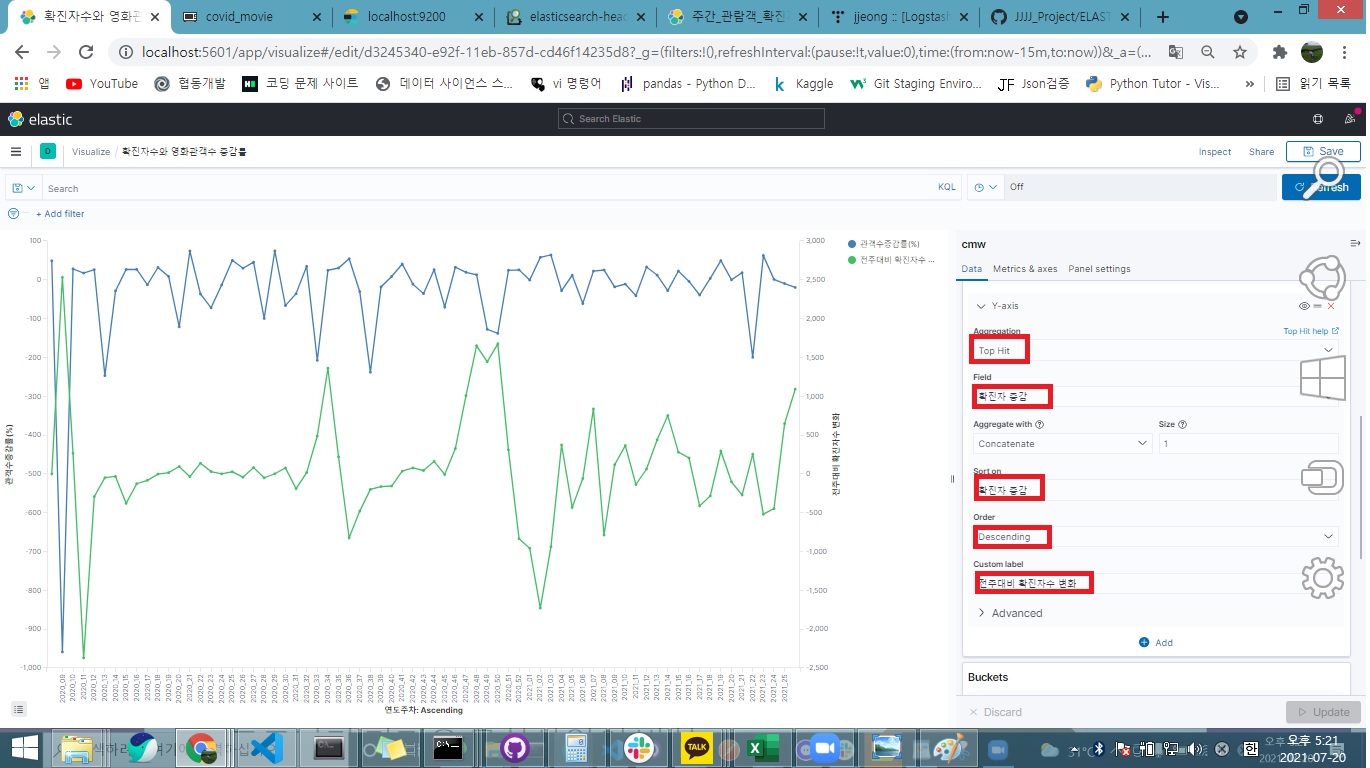 확진자수와 영화관
covid_movie
localhost:9200
elasticsearch-head
주간_관람객_확진
jjeong :: [Logstash
JJJJ_Project/ELAST
localhost:5601/app/visualize#/edit/d3245340-e92f-11eb-857d-cd46f14235d8?_g=(filters:!(),refreshInterval:(pause:!t,value:0),time:(from:now-15m,to:now))&_a=(...
앱
YouTube
협동개발
코딩 문제 사이트
데이터 사이언스 스...
vi 명령어
pandas - Python D...
Kaggle
Git Staging Enviro...
Json검증
Python Tutor - Vis...
»
읽기 목록
elastic
Search Elastic
D
Visualize / 확진자수와 영화관객수 증감률
Inspect
Share
Save
Search
KQL
Off
Refresh
+ Add filter
관객수증감률(%)
전주대비 확진자수 ...
100
0
-100
-200
-300
-400
-500
-600
-700
-800
-900
-1,000
관객수증감률(%)
3,000
2,500
2,000
1,500
1,000
500
0
-500
-1,000
-1,500
-2,000
-2,500
전주대비 확진자수 변화
2020_09
2020_10
2020_11
2020_12
2020_13
2020_14
2020_15
2020_16
2020_17
2020_18
2020_19
2020_20
2020_21
2020_22
2020_23
2020_24
2020_25
2020_26
2020_27
2020_28
2020_29
2020_30
2020_31
2020_32
2020_33
2020_34
2020_35
2020_36
2020_37
2020_38
2020_39
2020_40
2020_41
2020_42
2020_43
2020_44
2020_45
2020_46
2020_47
2020_48
2020_49
2020_50
2020_51
2020_52
2021_01
2021_02
2021_03
2021_04
2021_05
2021_06
2021_07
2021_08
2021_09
2021_10
2021_11
2021_12
2021_13
2021_14
2021_15
2021_16
2021_17
2021_18
2021_19
2021_20
2021_21
2021_22
2021_23
2021_24
2021_25
연도주차: Ascending
cmw
Data
Metrics & axes
Panel settings
Y-axis
Aggregation
Top Hit help
Top Hit
Field
확진자 증감
Aggregate with
Size
Concatenate
1
Sort on
확진자 증감
Order
Descending
Custom label
전주대비 확진자수 변화
Advanced
Add
Buckets
Discard
Update
TALK
한
오후 5:21
2021-07-20